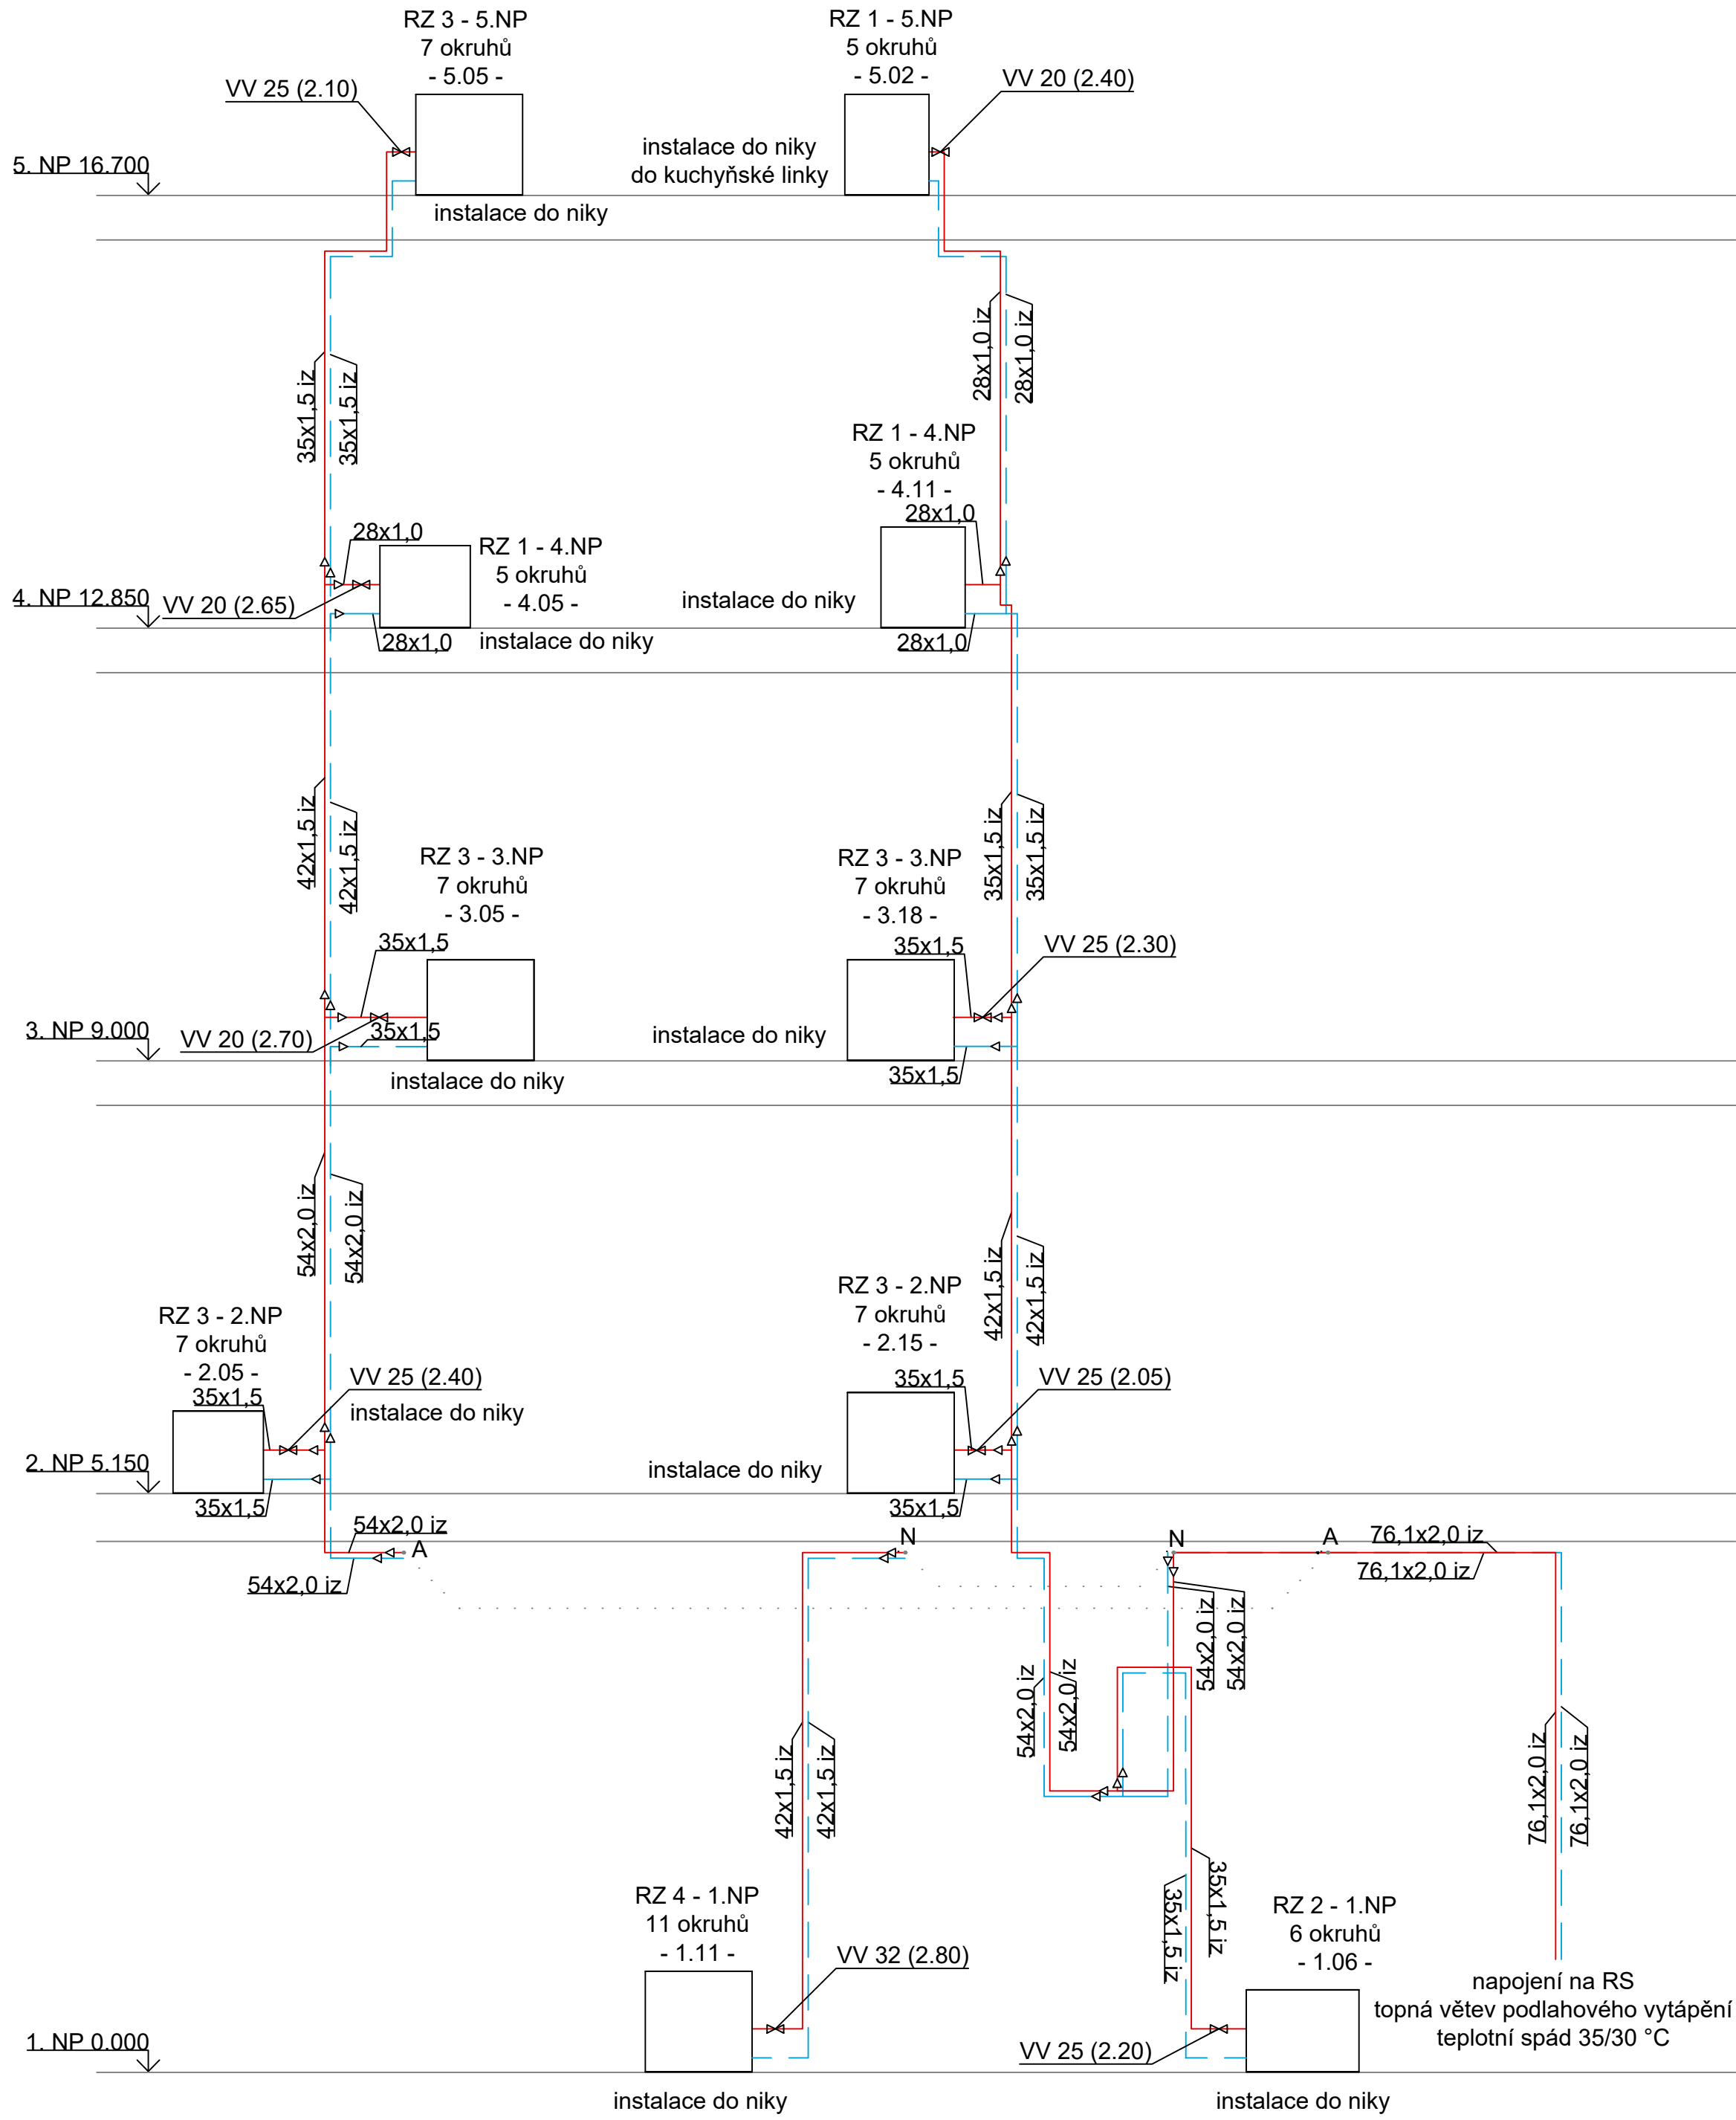 RZ 3 - 5.NP
7 okruhů
- 5.05 -
VV 25 (2.10)
RZ 1 - 5.NP
5 okruhů
- 5.02 -
VV 20 (2.40)
instalace do niky
do kuchyňské linky
5. NP 16.700
instalace do niky
28x1,0 iz
28x1,0 iz
35x1,5 iz
35x1,5 iz
RZ 1 - 4.NP
5 okruhů
- 4.11 -
28x1,0
28x1,0
RZ 1 - 4.NP
5 okruhů
- 4.05 -
4. NP 12.850
VV 20 (2.65)
instalace do niky
28x1,0
instalace do niky
28x1,0
42x1,5 iz
42x1,5 iz
35x1,5 iz
35x1,5 iz
RZ 3 - 3.NP
7 okruhů
- 3.05 -
35x1,5
RZ 3 - 3.NP
7 okruhů
- 3.18 -
35x1,5
VV 25 (2.30)
3. NP 9.000
VV 20 (2.70)
35x1,5
instalace do niky
35x1,5
instalace do niky
54x2,0 iz
54x2,0 iz
42x1,5 iz
42x1,5 iz
RZ 3 - 2.NP
7 okruhů
- 2.05 -
35x1,5
VV 25 (2.40)
instalace do niky
RZ 3 - 2.NP
7 okruhů
- 2.15 -
35x1,5
VV 25 (2.05)
2. NP 5.150
instalace do niky
35x1,5
35x1,5
54x2,0 iz
A
54x2,0 iz
N
N
A
76,1x2,0 iz
76,1x2,0 iz
54x2,0 iz
54x2,0 iz
54x2,0 iz
54x2,0 iz
42x1,5 iz
42x1,5 iz
76,1x2,0 iz
76,1x2,0 iz
35x1,5 iz
35x1,5 iz
RZ 4 - 1.NP
11 okruhů
- 1.11 -
VV 32 (2.80)
RZ 2 - 1.NP
6 okruhů
- 1.06 -
napojení na RS
topná větev podlahového vytápění
teplotní spád 35/30 °C
1. NP 0.000
VV 25 (2.20)
instalace do niky
instalace do niky